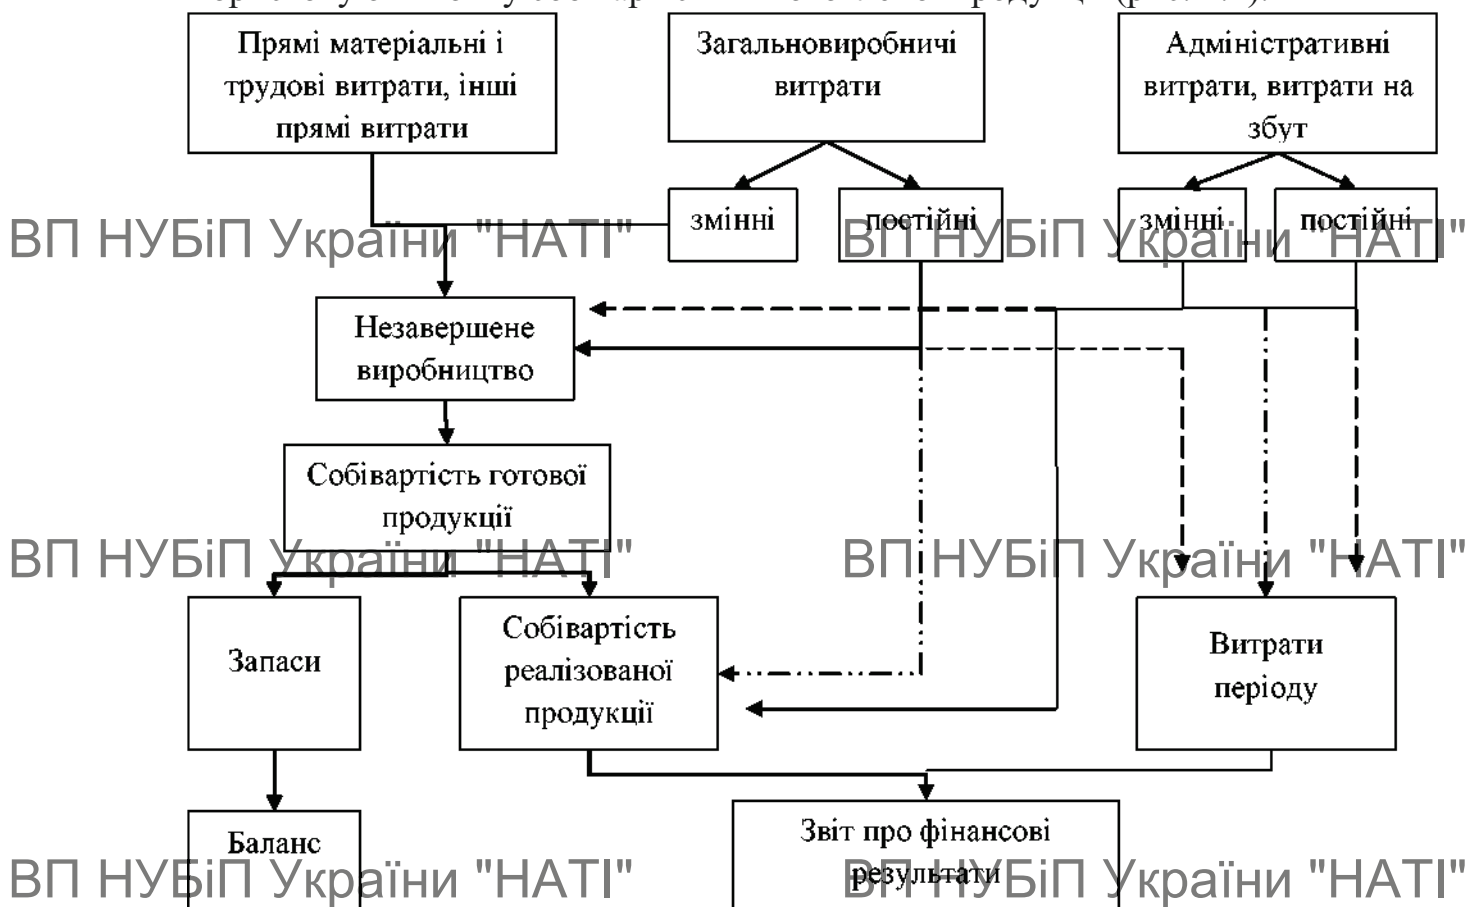 Прямі матеріальні і
трудові витрати, інші
прямі витрати
Загальновиробничі
витрати
Адміністративні
витрати, витрати на
збут
змінні
постійні
змінні
постійні
ВП НУБіП України "НАТІ"
ВП НУБіП України "НАТІ"
Незавершене
виробництво
Собівартість готової
продукції
ВП НУБіП України "НАТІ"
ВП НУБіП України "НАТІ"
Запаси
Собівартість
реалізованої
продукції
Витрати
періоду
Баланс
Звіт про фінансові
результати
ВП НУБіП України "НАТІ"
ВП НУБіП України "НАТІ"